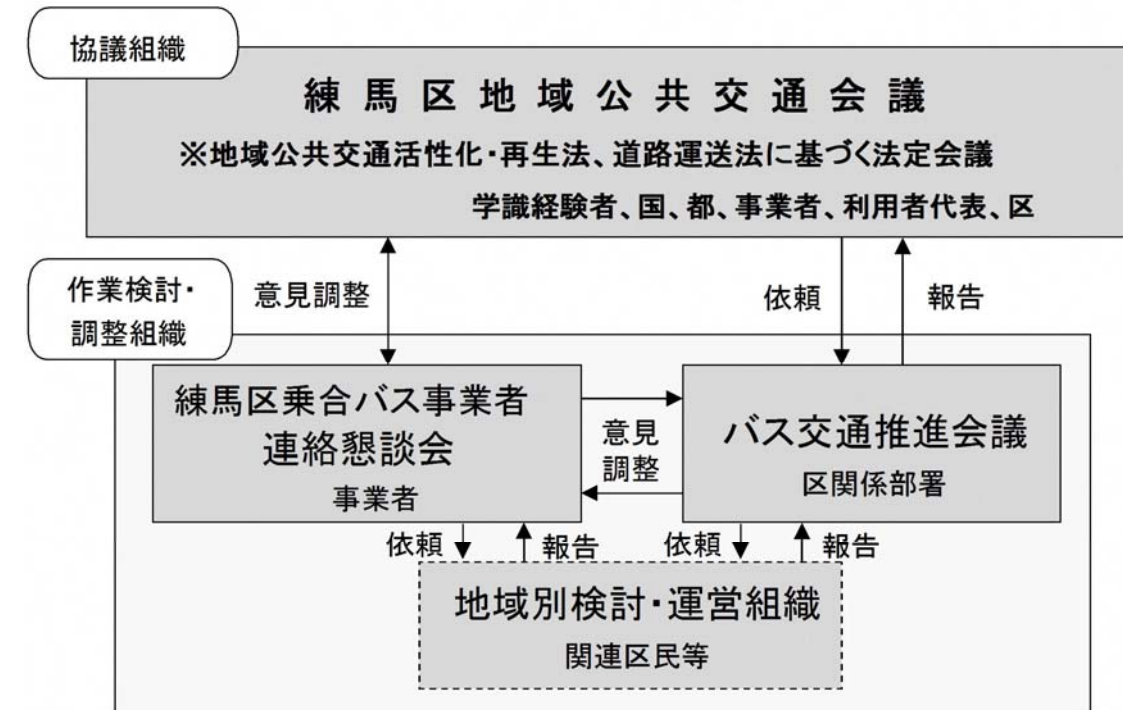 協議組織
練馬区地域公共交通会議
※地域公共交通活性化・再生法、道路運送法に基づく法定会議
学識経験者、国、都、事業者、利用者代表、区
作業検討・
調整組織
意見調整
依頼
報告
練馬区乗合バス事業者
連絡懇談会
事業者
意見
調整
バス交通推進会議
区関係部署
依頼
報告
依頼
報告
地域別検討・運営組織
関連区民等